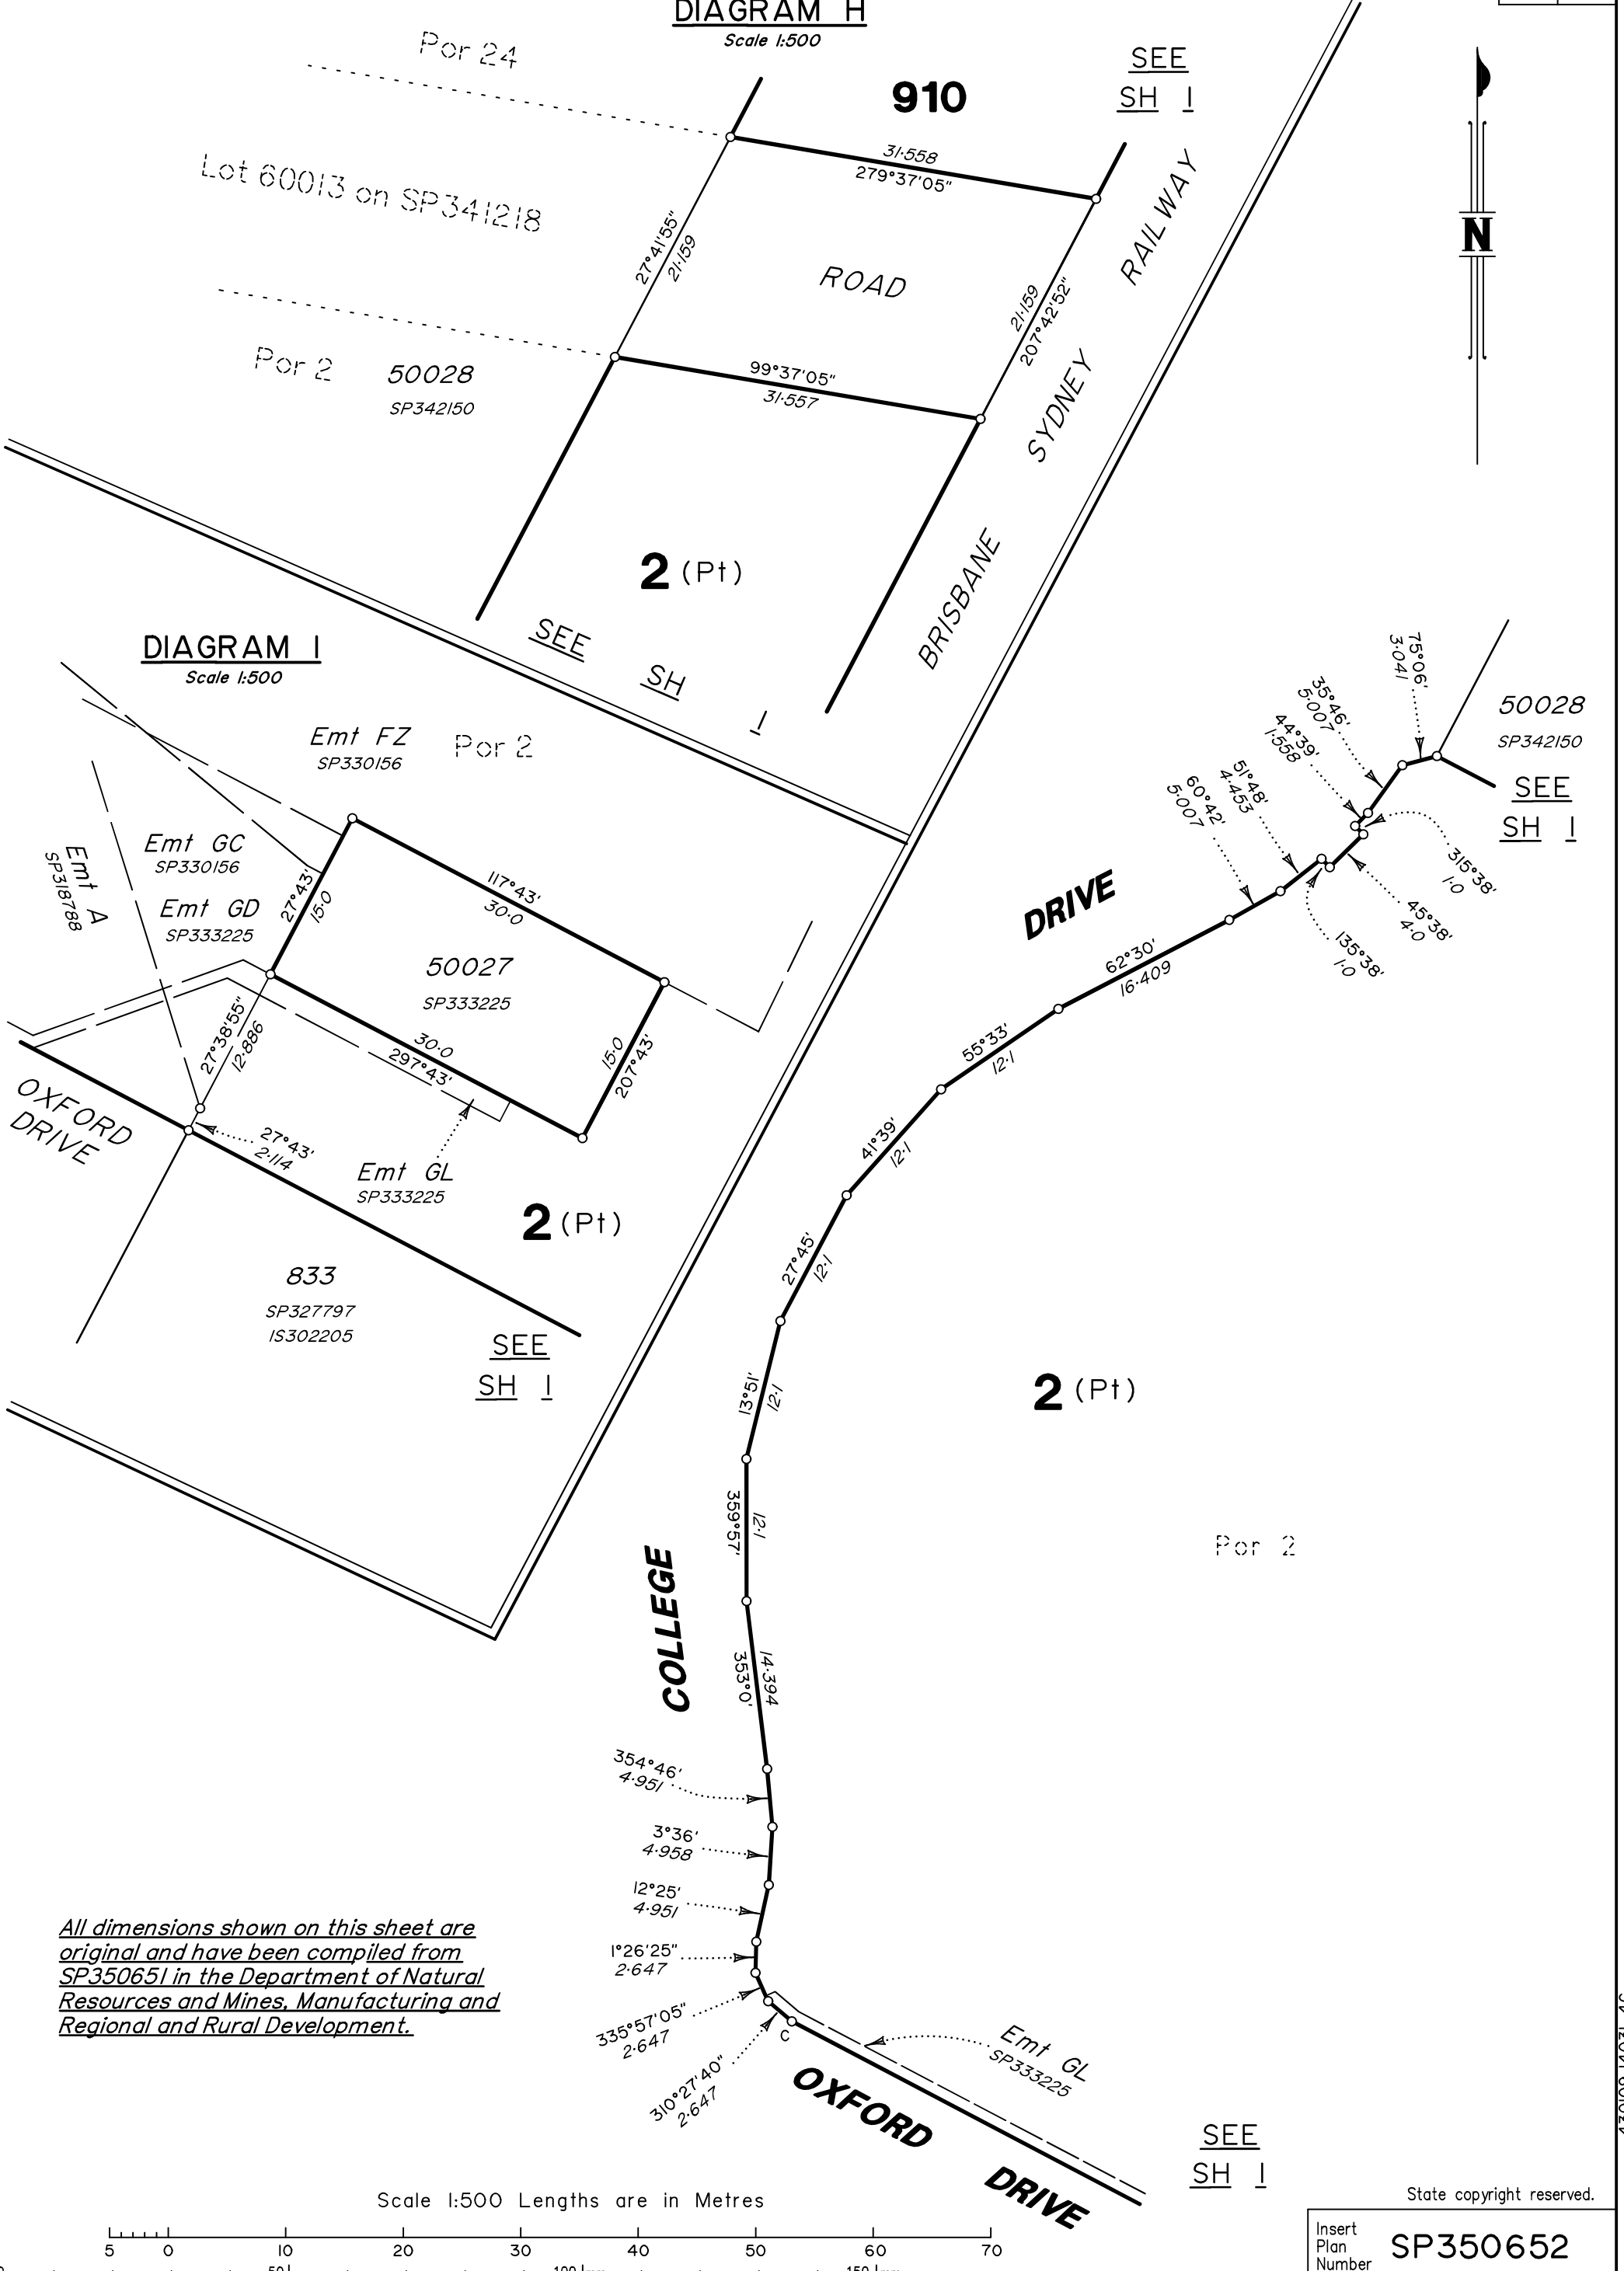 DIAGRAM H
Scale 1:500
Por 24
910
SEE
SH 1
31·558
279°37'05"
Lot 60013 on SP341218
27°41'55"
21·159
ROAD
21·159
207°42'52"
N
Por 2
50028
SP342150
99°37'05"
31·557
BRISBANE SYDNEY RAILWAY
2 (Pt)
SEE
SH
1
DIAGRAM I
Scale 1:500
Emt FZ
SP330156
Por 2
Emt GC
SP330156
Emt A
SP318788
Emt GD
SP333225
27°43'
15·0
117°43'
30·0
50027
SP333225
27°38'55"
12·886
30·0
297°43'
15·0
207°43'
OXFORD
DRIVE
27°43'
2·114
Emt GL
SP333225
2 (Pt)
833
SP327797
IS302205
SEE
SH 1
75°06'
3·041
35°46'
5·007
44°39'
1·558
51°48'
4·453
60°42'
5·007
50028
SP342150
SEE
SH 1
315°38'
1·0
45°38'
4·0
135°38'
1·0
DRIVE
62°30'
16·409
55°33'
12·1
41°39'
12·1
27°45'
12·1
13°51'
12·1
2 (Pt)
359°57'
12·1
Por 2
COLLEGE
353°0'
14·394
354°46'
4·951
3°36'
4·958
12°25'
4·951
1°26'25"
2·647
335°57'05"
2·647
310°27'40"
2·647
C
Emt GL
SP333225
OXFORD DRIVE
SEE
SH 1
All dimensions shown on this sheet are
original and have been compiled from
SP350651 in the Department of Natural
Resources and Mines, Manufacturing and
Regional and Rural Development.
Scale 1:500 Lengths are in Metres
5 0 10 20 30 40 50 60 70
State copyright reserved.
Insert
Plan
Number
SP350652